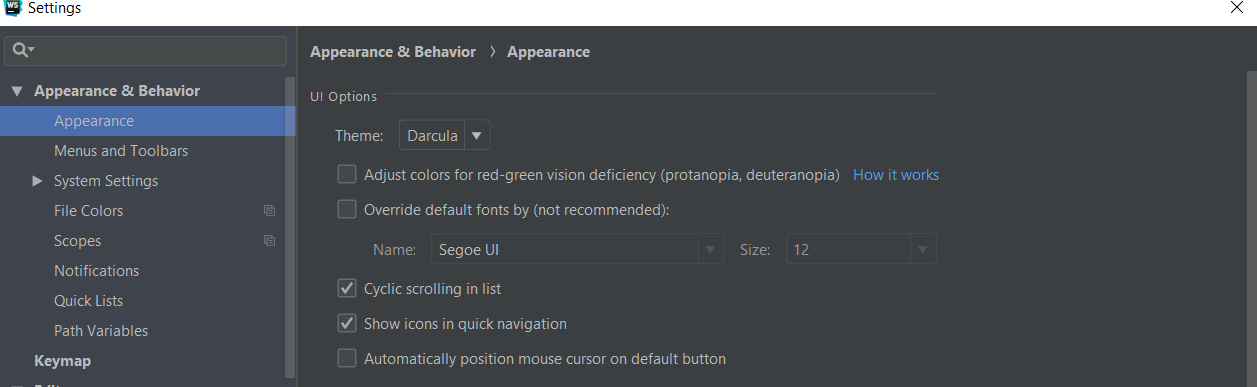 WS Settings
Appearance & Behavior
Appearance
Menus and Toolbars
System Settings
File Colors
Scopes
Notifications
Quick Lists
Path Variables
Keymap
Appearance & Behavior › Appearance
UI Options
Theme: Darcula
Adjust colors for red-green vision deficiency (protanopia, deuteranopia) How it works
Override default fonts by (not recommended):
Name: Segoe UI Size: 12
Cyclic scrolling in list
Show icons in quick navigation
Automatically position mouse cursor on default button